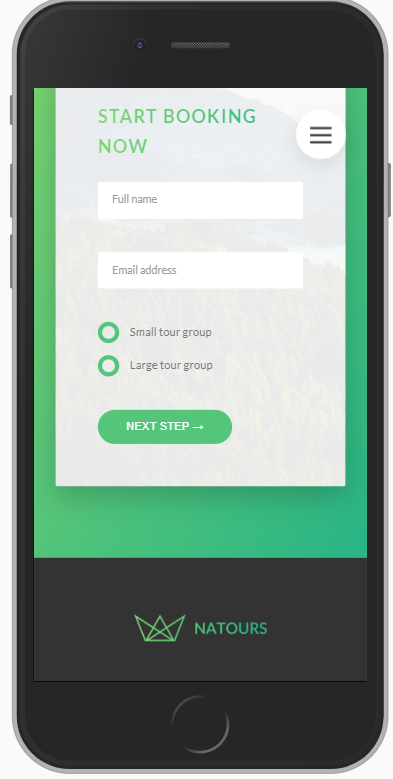 START BOOKING
NOW
Full name
Email address
Small tour group
Large tour group
NEXT STEP →
NATOURS